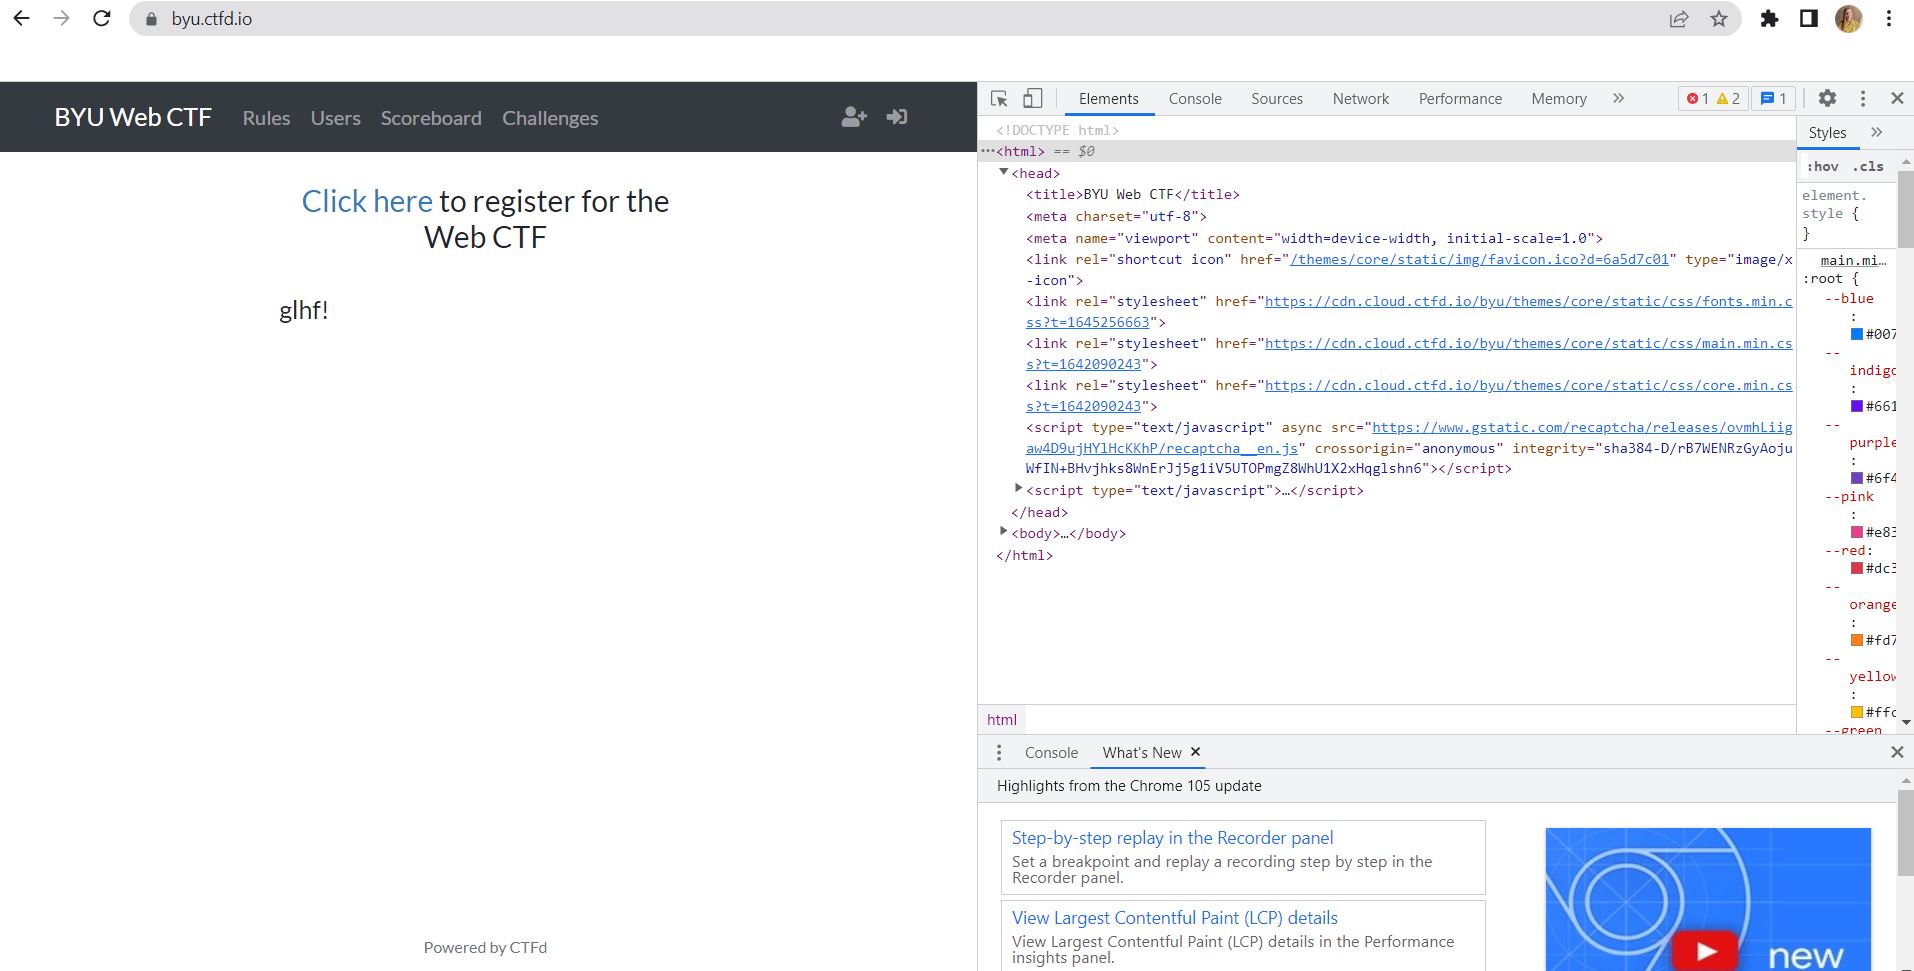 byu.ctfd.io
BYU Web CTF Rules Users Scoreboard Challenges
Click here to register for the
Web CTF
glhf!
Powered by CTFd
Elements Console Sources Network Performance Memory » 1 2 1
<!DOCTYPE html>
···<html> == $0
<head>
<title>BYU Web CTF</title>
<meta charset="utf-8">
<meta name="viewport" content="width=device-width, initial-scale=1.0">
<link rel="shortcut icon" href="/themes/core/static/img/favicon.ico?d=6a5d7c01" type="image/x
-icon">
<link rel="stylesheet" href="https://cdn.cloud.ctfd.io/byu/themes/core/static/css/fonts.min.c
ss?t=1645256663">
<link rel="stylesheet" href="https://cdn.cloud.ctfd.io/byu/themes/core/static/css/main.min.cs
s?t=1642090243">
<link rel="stylesheet" href="https://cdn.cloud.ctfd.io/byu/themes/core/static/css/core.min.cs
s?t=1642090243">
<script type="text/javascript" async src="https://www.gstatic.com/recaptcha/releases/ovmhLiig
aw4D9ujHYlHcKKhP/recaptcha__en.js" crossorigin="anonymous" integrity="sha384-D/rB7WENRzGyAoju
WfIN+BHvjhks8WnErJj5g1iV5UTOPmgZ8WhU1X2xHqglshn6"></script>
<script type="text/javascript">…</script>
</head>
<body>…</body>
</html>
html
Styles »
:hov .cls
element.
style {
}
main.mi…
:root {
--blue
:
#007
--
indigo
:
#661
--
purple
:
#6f4
--pink
:
#e83
--red:
#dc3
--
orange
:
#fd7
--
yellow
:
#ffc
--green
Console What's New
Highlights from the Chrome 105 update
Step-by-step replay in the Recorder panel
Set a breakpoint and replay a recording step by step in the
Recorder panel.
View Largest Contentful Paint (LCP) details
View Largest Contentful Paint (LCP) details in the Performance
insights panel.
new